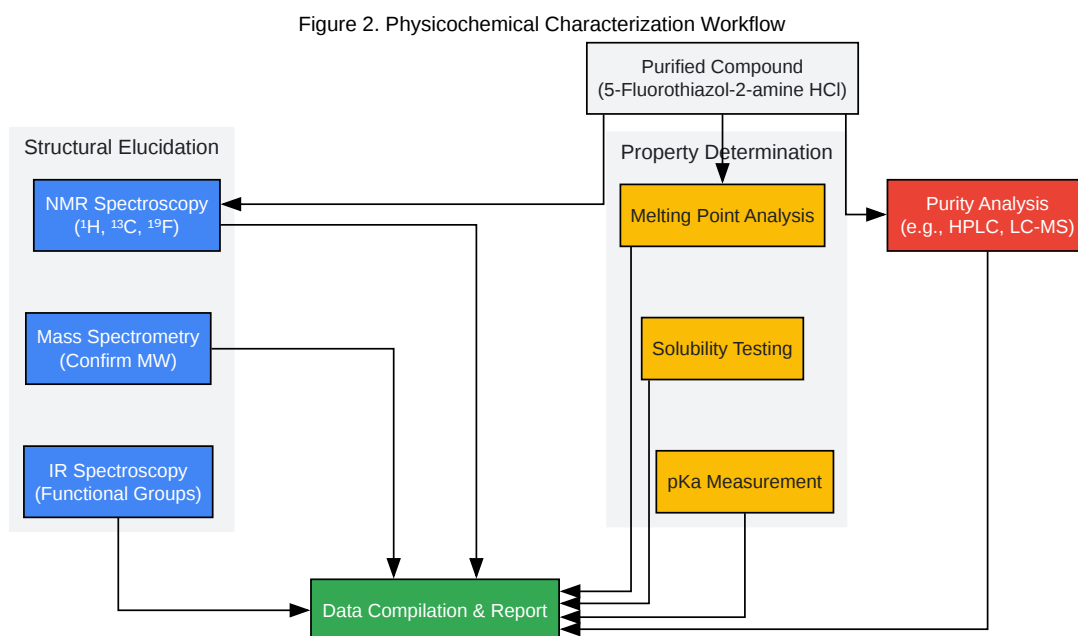 Figure 2. Physicochemical Characterization Workflow
Purified Compound
(5-Fluorothiazol-2-amine HCl)
Structural Elucidation
NMR Spectroscopy
(¹H, ¹³C, ¹⁹F)
Mass Spectrometry
(Confirm MW)
IR Spectroscopy
(Functional Groups)
Property Determination
Melting Point Analysis
Solubility Testing
pKa Measurement
Purity Analysis
(e.g., HPLC, LC-MS)
Data Compilation & Report